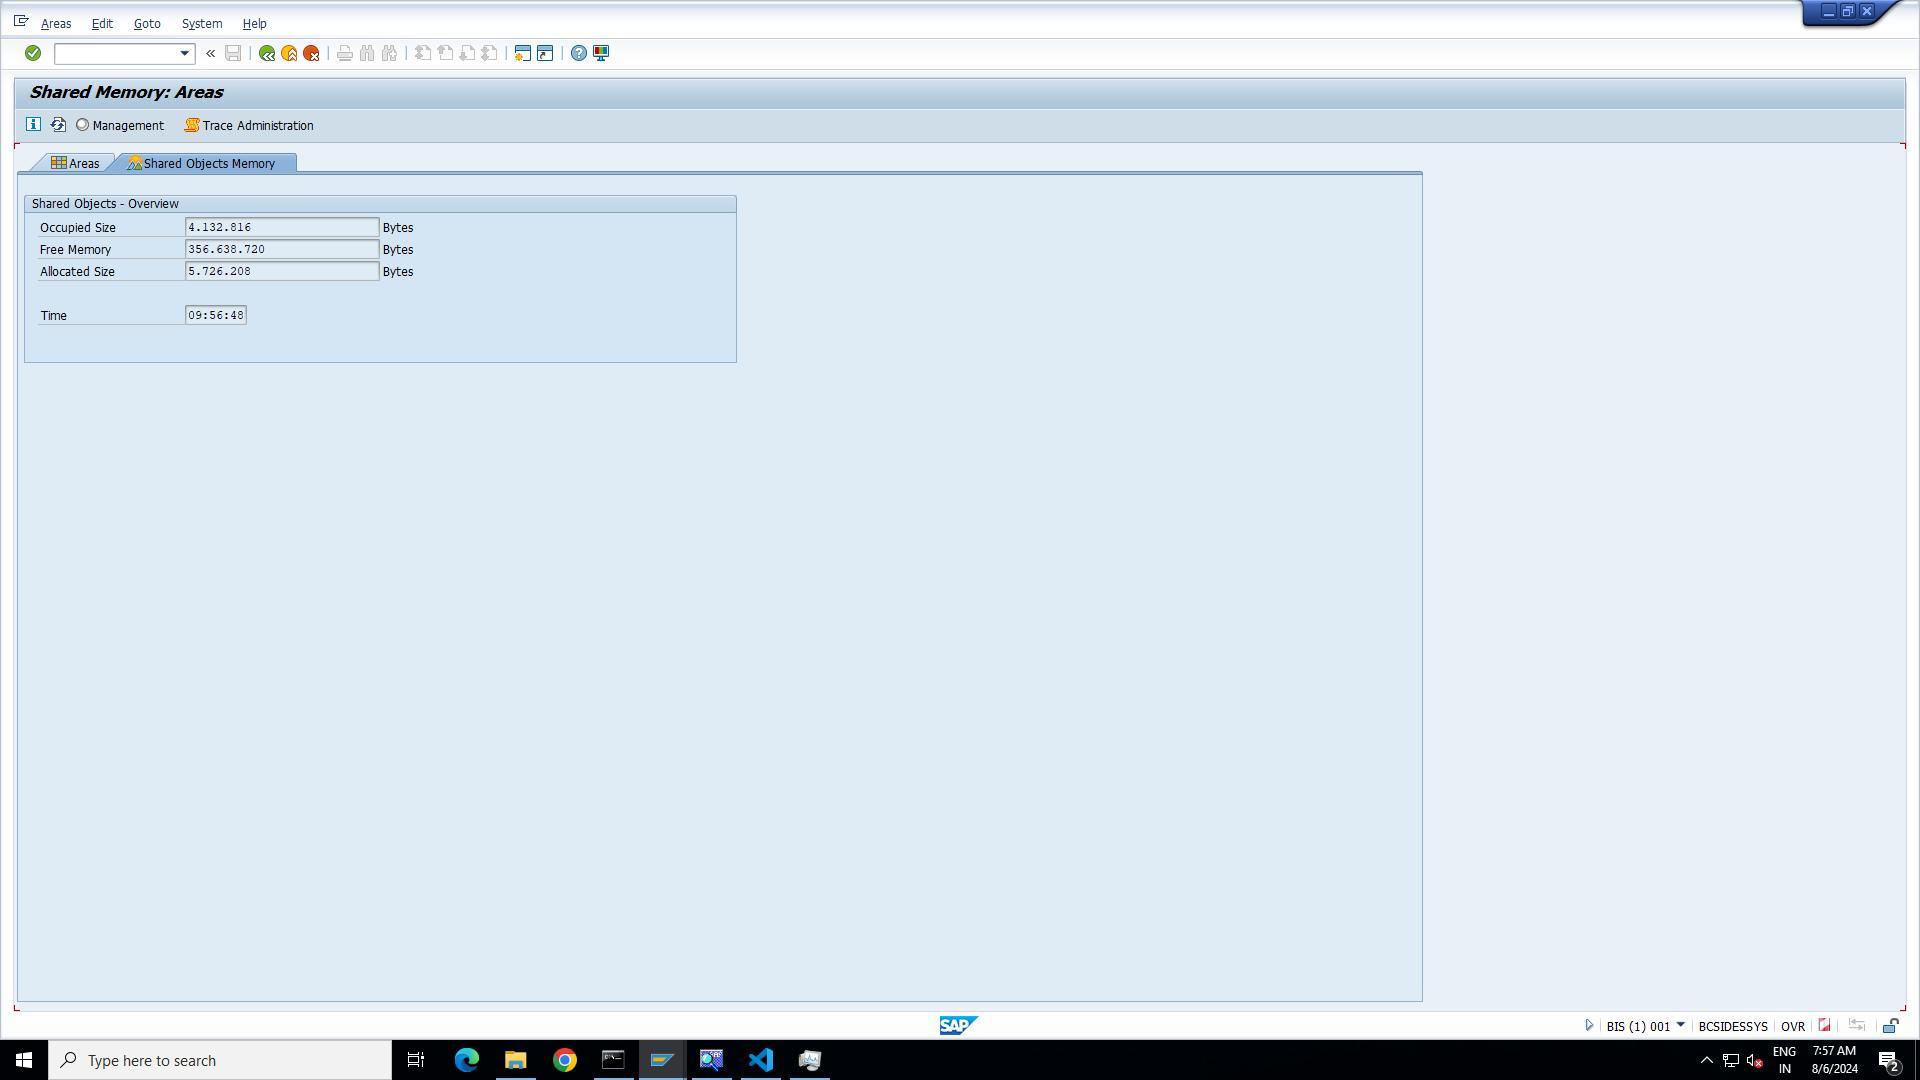 Areas Edit Goto System Help
Shared Memory: Areas
Management Trace Administration
Areas Shared Objects Memory
Shared Objects - Overview
Occupied Size 4.132.816 Bytes
Free Memory 356.638.720 Bytes
Allocated Size 5.726.208 Bytes
Time 09:56:48
SAP BIS (1) 001 BCSIDESSYS OVR
Type here to search
ENG 7:57 AM
IN 8/6/2024 2